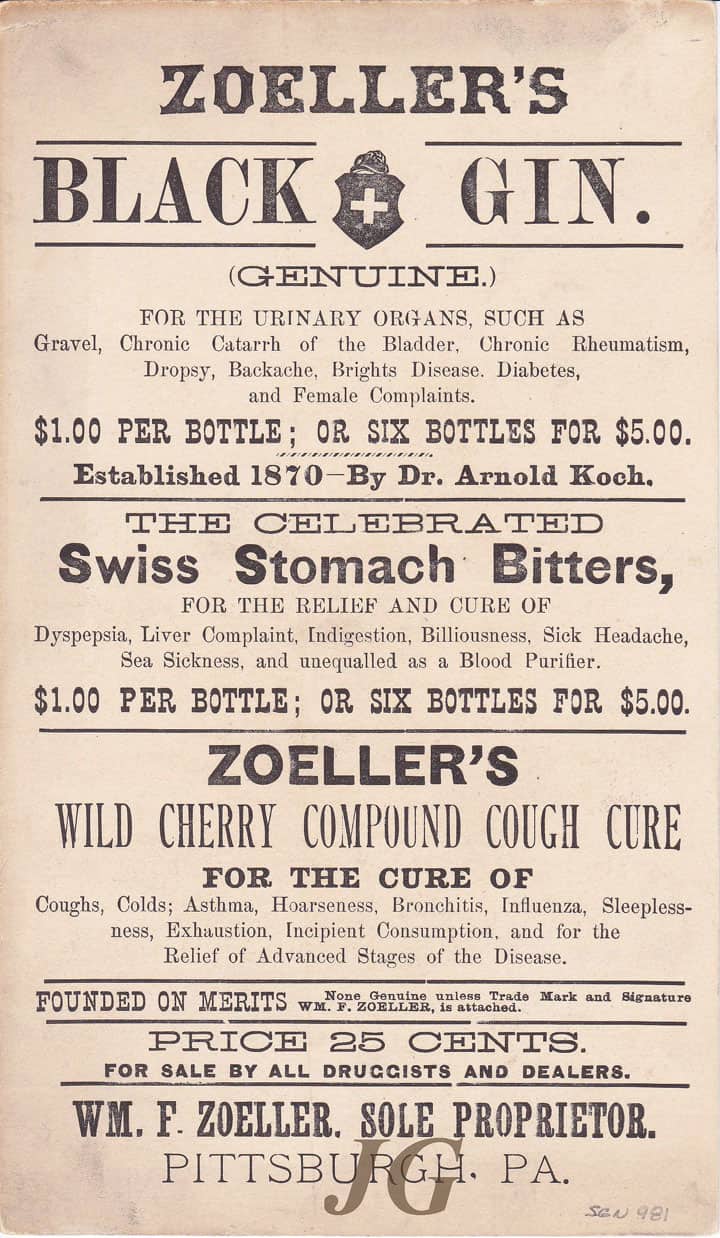 ZOELLER'S
BLACK GIN.
(GENUINE.)
FOR THE URINARY ORGANS, SUCH AS
Gravel, Chronic Catarrh of the Bladder, Chronic Rheumatism,
Dropsy, Backache, Brights Disease. Diabetes,
and Female Complaints.
$1.00 PER BOTTLE; OR SIX BOTTLES FOR $5.00.
Established 1870—By Dr. Arnold Koch.
THE CELEBRATED
Swiss Stomach Bitters,
FOR THE RELIEF AND CURE OF
Dyspepsia, Liver Complaint, Indigestion, Billiousness, Sick Headache,
Sea Sickness, and unequalled as a Blood Purifier.
$1.00 PER BOTTLE; OR SIX BOTTLES FOR $5.00.
ZOELLER'S
WILD CHERRY COMPOUND COUGH CURE
FOR THE CURE OF
Coughs, Colds; Asthma, Hoarseness, Bronchitis, Influenza, Sleepless-
ness, Exhaustion, Incipient Consumption, and for the
Relief of Advanced Stages of the Disease.
FOUNDED ON MERITS None Genuine unless Trade Mark and Signature
WM. F. ZOELLER, is attached.
PRICE 25 CENTS.
FOR SALE BY ALL DRUGGISTS AND DEALERS.
WM. F. ZOELLER. SOLE PROPRIETOR.
PITTSBURGH. PA.
JG
SGN 981